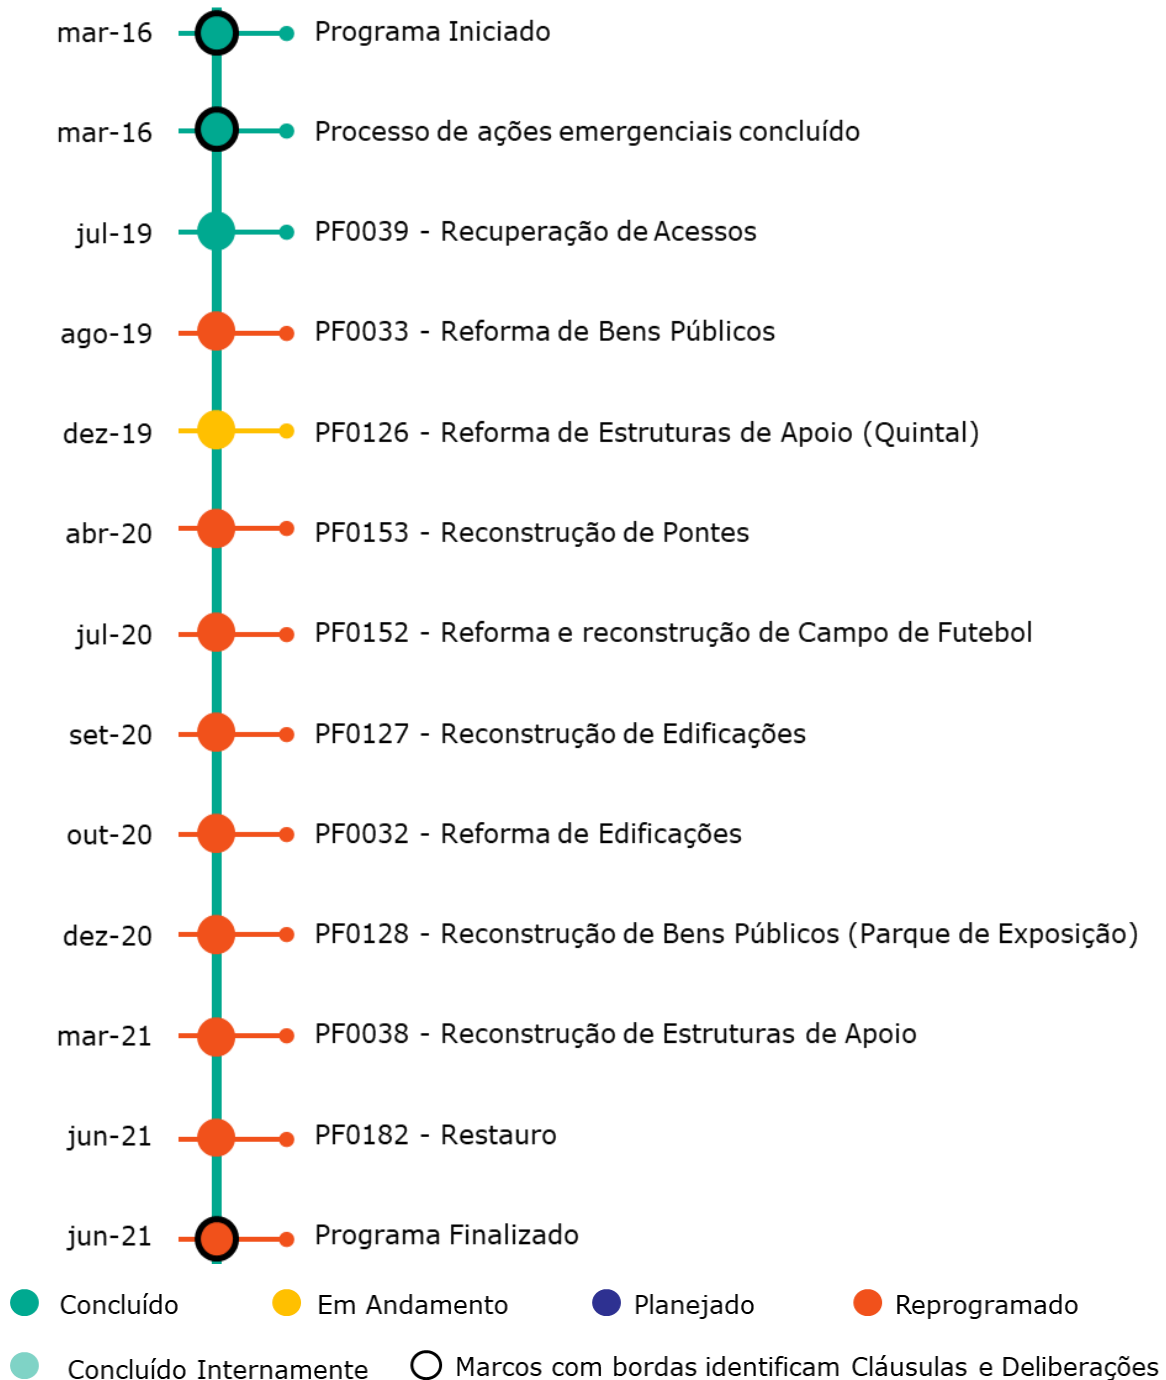 mar-16 Programa Iniciado
mar-16 Processo de ações emergenciais concluído
jul-19 PF0039 - Recuperação de Acessos
ago-19 PF0033 - Reforma de Bens Públicos
dez-19 PF0126 - Reforma de Estruturas de Apoio (Quintal)
abr-20 PF0153 - Reconstrução de Pontes
jul-20 PF0152 - Reforma e reconstrução de Campo de Futebol
set-20 PF0127 - Reconstrução de Edificações
out-20 PF0032 - Reforma de Edificações
dez-20 PF0128 - Reconstrução de Bens Públicos (Parque de Exposição)
mar-21 PF0038 - Reconstrução de Estruturas de Apoio
jun-21 PF0182 - Restauro
jun-21 Programa Finalizado
Concluído Em Andamento Planejado Reprogramado
Concluído Internamente Marcos com bordas identificam Cláusulas e Deliberações